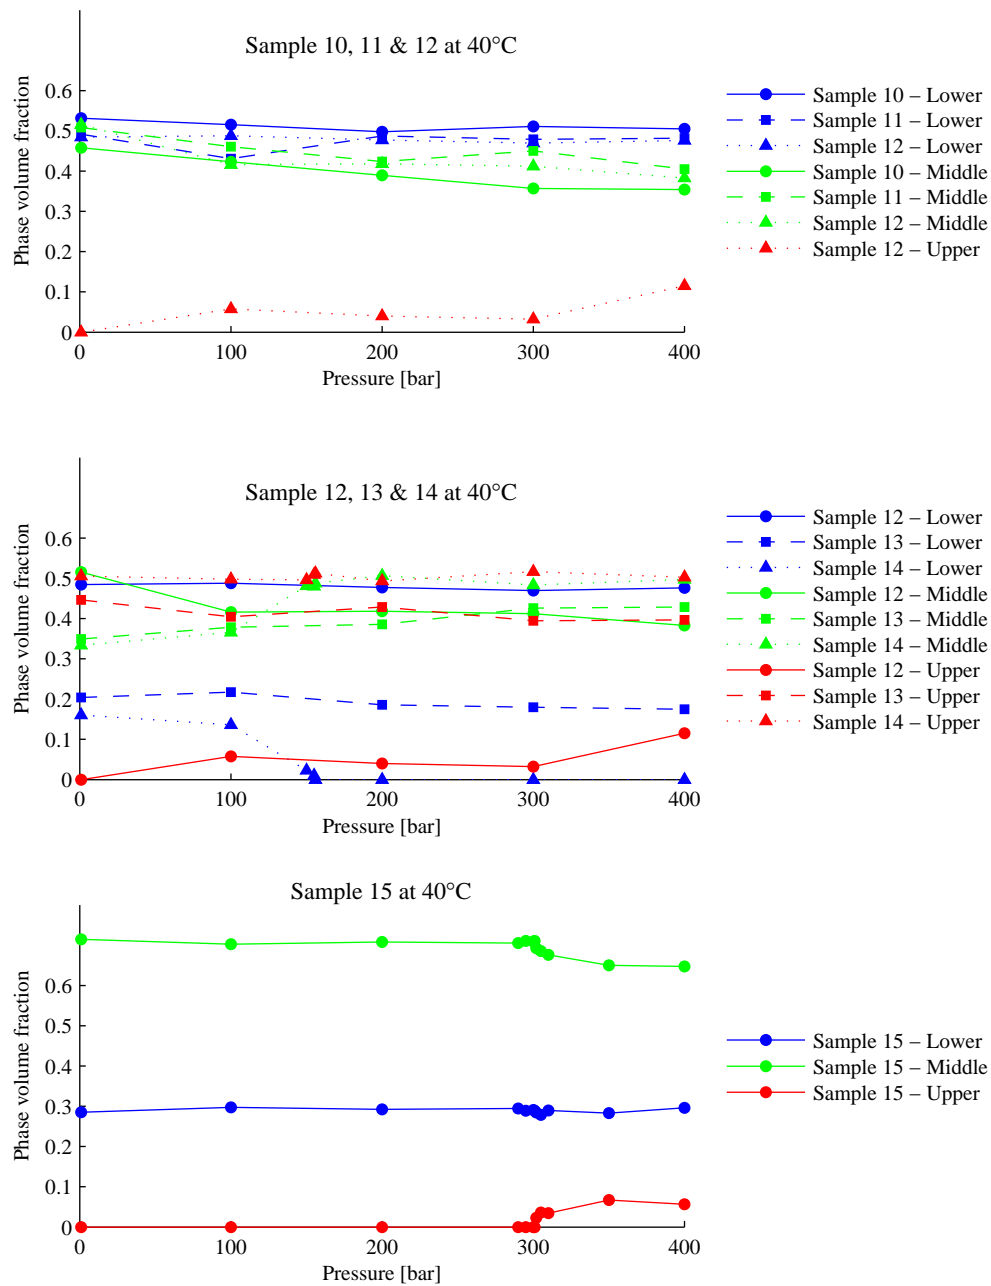 Sample 10, 11 & 12 at 40°C
0.6
0.5
0.4
0.3
0.2
0.1
0
Phase volume fraction
0 100 200 300 400
Pressure [bar]
Sample 10 – Lower
Sample 11 – Lower
Sample 12 – Lower
Sample 10 – Middle
Sample 11 – Middle
Sample 12 – Middle
Sample 12 – Upper
Sample 12, 13 & 14 at 40°C
0.6
0.5
0.4
0.3
0.2
0.1
0
Phase volume fraction
0 100 200 300 400
Pressure [bar]
Sample 12 – Lower
Sample 13 – Lower
Sample 14 – Lower
Sample 12 – Middle
Sample 13 – Middle
Sample 14 – Middle
Sample 12 – Upper
Sample 13 – Upper
Sample 14 – Upper
Sample 15 at 40°C
0.6
0.5
0.4
0.3
0.2
0.1
0
Phase volume fraction
0 100 200 300 400
Pressure [bar]
Sample 15 – Lower
Sample 15 – Middle
Sample 15 – Upper